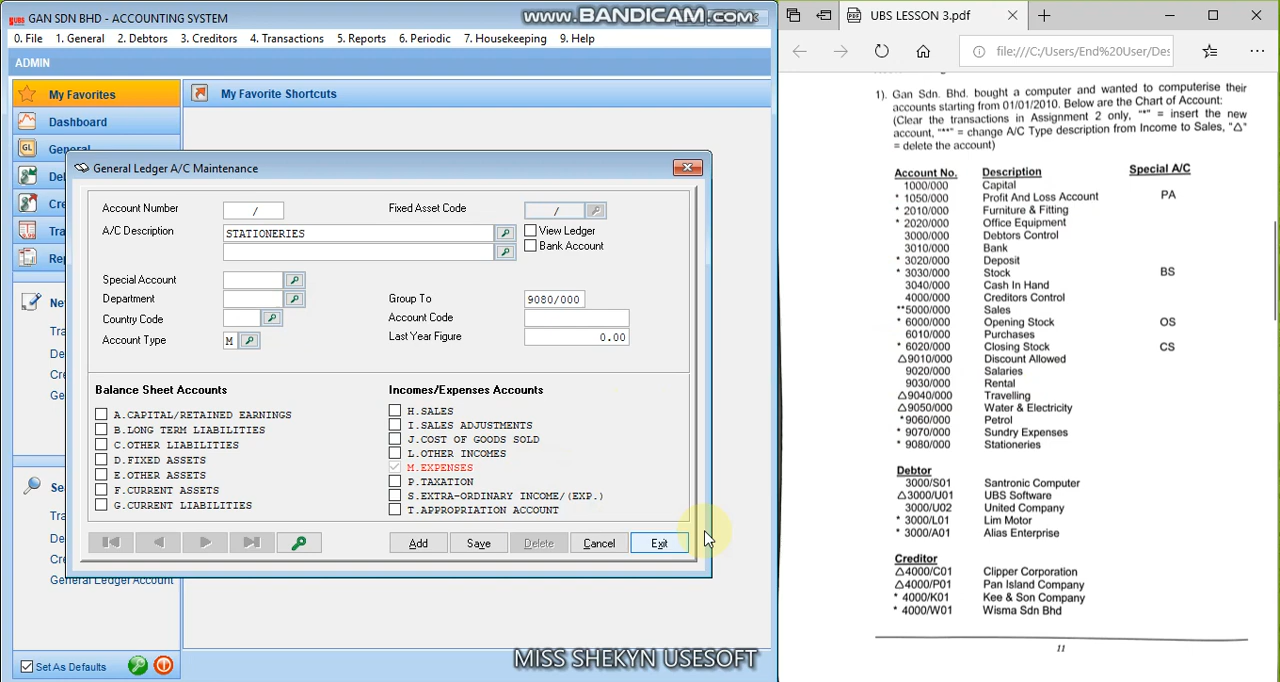 UBS GAN SDN BHD - ACCOUNTING SYSTEM
www.BANDICAM.com
0. File 1. General 2. Debtors 3. Creditors 4. Transactions 5. Reports 6. Periodic 7. Housekeeping 9. Help
ADMIN
My Favorites
My Favorite Shortcuts
Dashboard
GL General
General Ledger A/C Maintenance
Account Number /
Fixed Asset Code /
A/C Description STATIONERIES
View Ledger
Bank Account
Special Account
Department
Group To 9080/000
Country Code
Account Code
Account Type M
Last Year Figure 0.00
Balance Sheet Accounts
Incomes/Expenses Accounts
A.CAPITAL/RETAINED EARNINGS
B.LONG TERM LIABILITIES
C.OTHER LIABILITIES
D.FIXED ASSETS
E.OTHER ASSETS
F.CURRENT ASSETS
G.CURRENT LIABILITIES
H.SALES
I.SALES ADJUSTMENTS
J.COST OF GOODS SOLD
L.OTHER INCOMES
M.EXPENSES
P.TAXATION
S.EXTRA-ORDINARY INCOME/(EXP.)
T.APPROPRIATION ACCOUNT
Add Save Delete Cancel Exit
General Ledger Account
Set As Defaults
MISS SHEKYN USESOFT
UBS LESSON 3.pdf
file:///C:/Users/End%20User/Des
1). Gan Sdn. Bhd. bought a computer and wanted to computerise their
accounts starting from 01/01/2010. Below are the Chart of Account:
(Clear the transactions in Assignment 2 only, "*" = insert the new
account, "**" = change A/C Type description from Income to Sales, "△"
= delete the account)
Account No. Description Special A/C
1000/000 Capital
* 1050/000 Profit And Loss Account PA
* 2010/000 Furniture & Fitting
* 2020/000 Office Equipment
3000/000 Debtors Control
3010/000 Bank
* 3020/000 Deposit
* 3030/000 Stock BS
3040/000 Cash In Hand
4000/000 Creditors Control
**5000/000 Sales
* 6000/000 Opening Stock OS
6010/000 Purchases
* 6020/000 Closing Stock CS
△9010/000 Discount Allowed
9020/000 Salaries
9030/000 Rental
△9040/000 Travelling
△9050/000 Water & Electricity
*9060/000 Petrol
* 9070/000 Sundry Expenses
* 9080/000 Stationeries
Debtor
3000/S01 Santronic Computer
△3000/U01 UBS Software
3000/U02 United Company
* 3000/L01 Lim Motor
* 3000/A01 Alias Enterprise
Creditor
△4000/C01 Clipper Corporation
△4000/P01 Pan Island Company
* 4000/K01 Kee & Son Company
* 4000/W01 Wisma Sdn Bhd
11